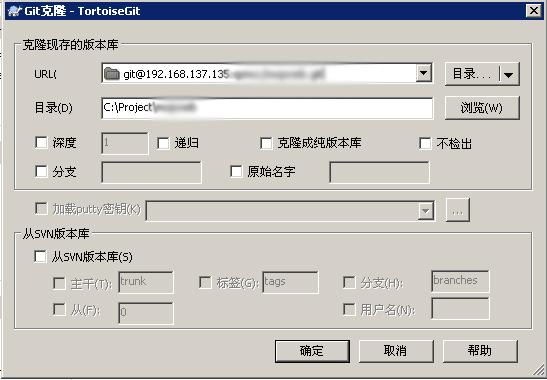 Git克隆 - TortoiseGit
克隆现存的版本库
URL( git@192.168.137.135 目录... 
目录(D) C:\Project\ 浏览(W)
深度 1 递归 克隆成纯版本库 不检出
分支 原始名字
加载putty密钥(K) ...
从SVN版本库
从SVN版本库(S)
主干(T): trunk 标签(G): tags 分支(H): branches
从(F): 0 用户名(N):
确定 取消 帮助